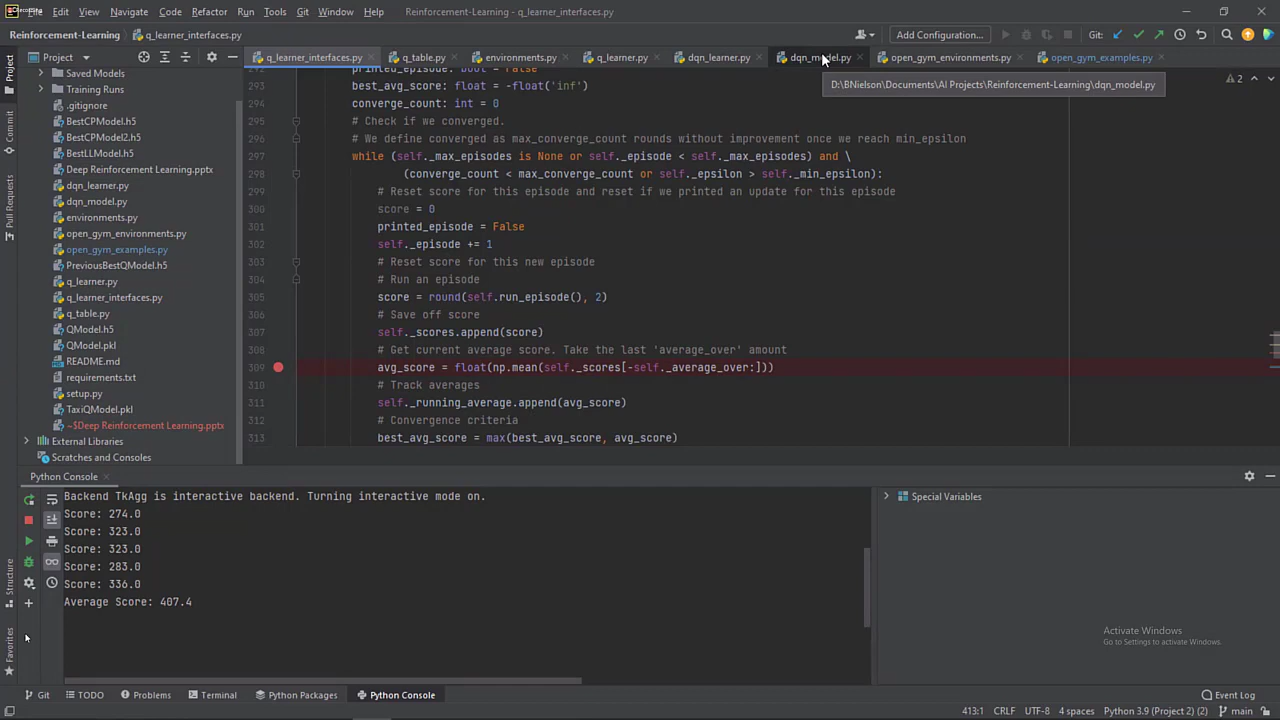 File Edit View Navigate Code Refactor Run Tools Git Window Help Reinforcement-Learning - q_learner_interfaces.py
Reinforcement-Learning q_learner_interfaces.py Add Configuration... Git:
Project q_learner_interfaces.py q_table.py environments.py q_learner.py dqn_learner.py dqn_model.py open_gym_environments.py open_gym_examples.py
D:\BNielson\Documents\AI Projects\Reinforcement-Learning\dqn_model.py
2
Project
Commit
Pull Requests
Structure
Favorites
Saved Models
Training Runs
.gitignore
BestCPModel.h5
BestCPModel2.h5
BestLLModel.h5
Deep Reinforcement Learning.pptx
dqn_learner.py
dqn_model.py
environments.py
open_gym_environments.py
open_gym_examples.py
PreviousBestQModel.h5
q_learner.py
q_learner_interfaces.py
q_table.py
QModel.h5
QModel.pkl
README.md
requirements.txt
setup.py
TaxiQModel.pkl
~$Deep Reinforcement Learning.pptx
External Libraries
Scratches and Consoles
292 printed_episode: bool = False
293 best_avg_score: float = -float('inf')
294 converge_count: int = 0
295 # Check if we converged.
296 # We define converged as max_converge_count rounds without improvement once we reach min_epsilon
297 while (self._max_episodes is None or self._episode < self._max_episodes) and \
298 (converge_count < max_converge_count or self._epsilon > self._min_epsilon):
299 # Reset score for this episode and reset if we printed an update for this episode
300 score = 0
301 printed_episode = False
302 self._episode += 1
303 # Reset score for this new episode
304 # Run an episode
305 score = round(self.run_episode(), 2)
306 # Save off score
307 self._scores.append(score)
308 # Get current average score. Take the last 'average_over' amount
309 avg_score = float(np.mean(self._scores[-self._average_over:]))
310 # Track averages
311 self._running_average.append(avg_score)
312 # Convergence criteria
313 best_avg_score = max(best_avg_score, avg_score)
Python Console
Backend TkAgg is interactive backend. Turning interactive mode on.
Score: 274.0
Score: 323.0
Score: 323.0
Score: 283.0
Score: 336.0
Average Score: 407.4
Special Variables
Activate Windows
Go to Settings to activate Windows.
Git TODO Problems Terminal Python Packages Python Console Event Log
413:1 CRLF UTF-8 4 spaces Python 3.9 (Project 2) (2) main